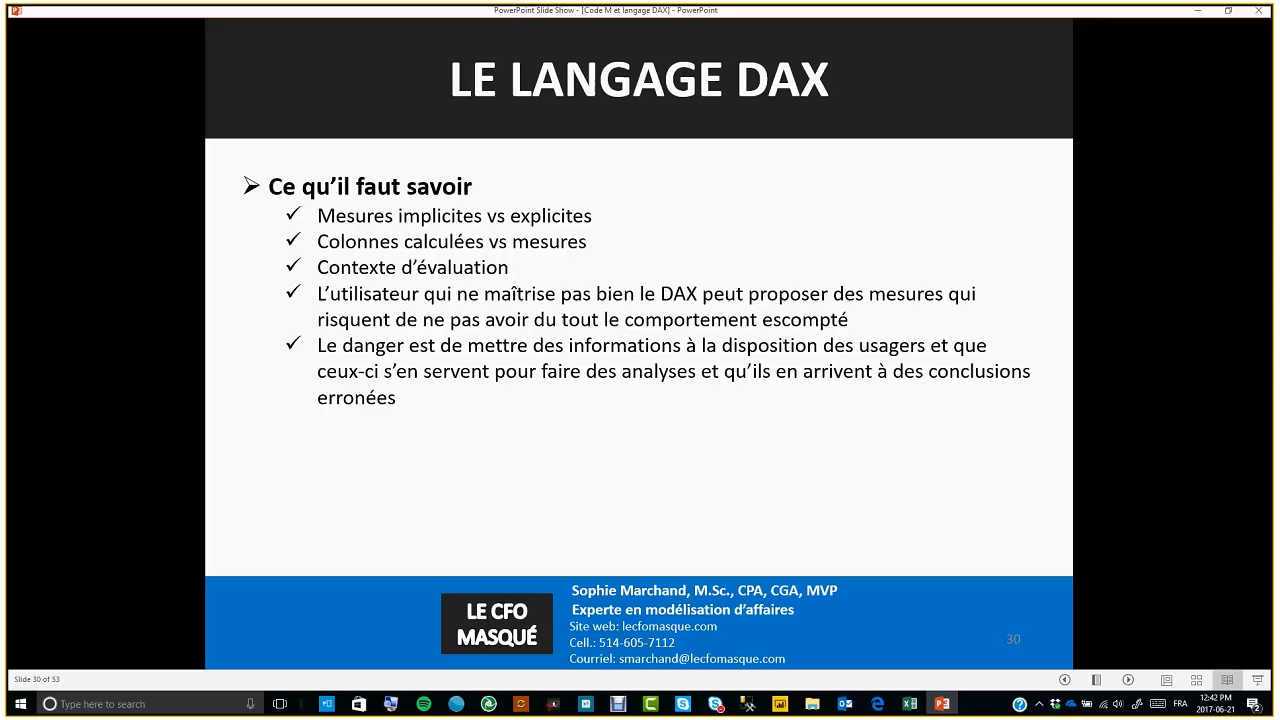 PowerPoint Slide Show - [Code M et langage DAX] - PowerPoint
LE LANGAGE DAX
Ce qu’il faut savoir
Mesures implicites vs explicites
Colonnes calculées vs mesures
Contexte d’évaluation
L’utilisateur qui ne maîtrise pas bien le DAX peut proposer des mesures qui
risquent de ne pas avoir du tout le comportement escompté
Le danger est de mettre des informations à la disposition des usagers et que
ceux-ci s’en servent pour faire des analyses et qu’ils en arrivent à des conclusions
erronées
LE CFO
MASQUÉ
Sophie Marchand, M.Sc., CPA, CGA, MVP
Experte en modélisation d’affaires
Site web: lecfomasque.com
Cell.: 514-605-7112
Courriel: smarchand@lecfomasque.com
30
Slide 30 of 53
Type here to search
FRA
12:42 PM
2017-06-21